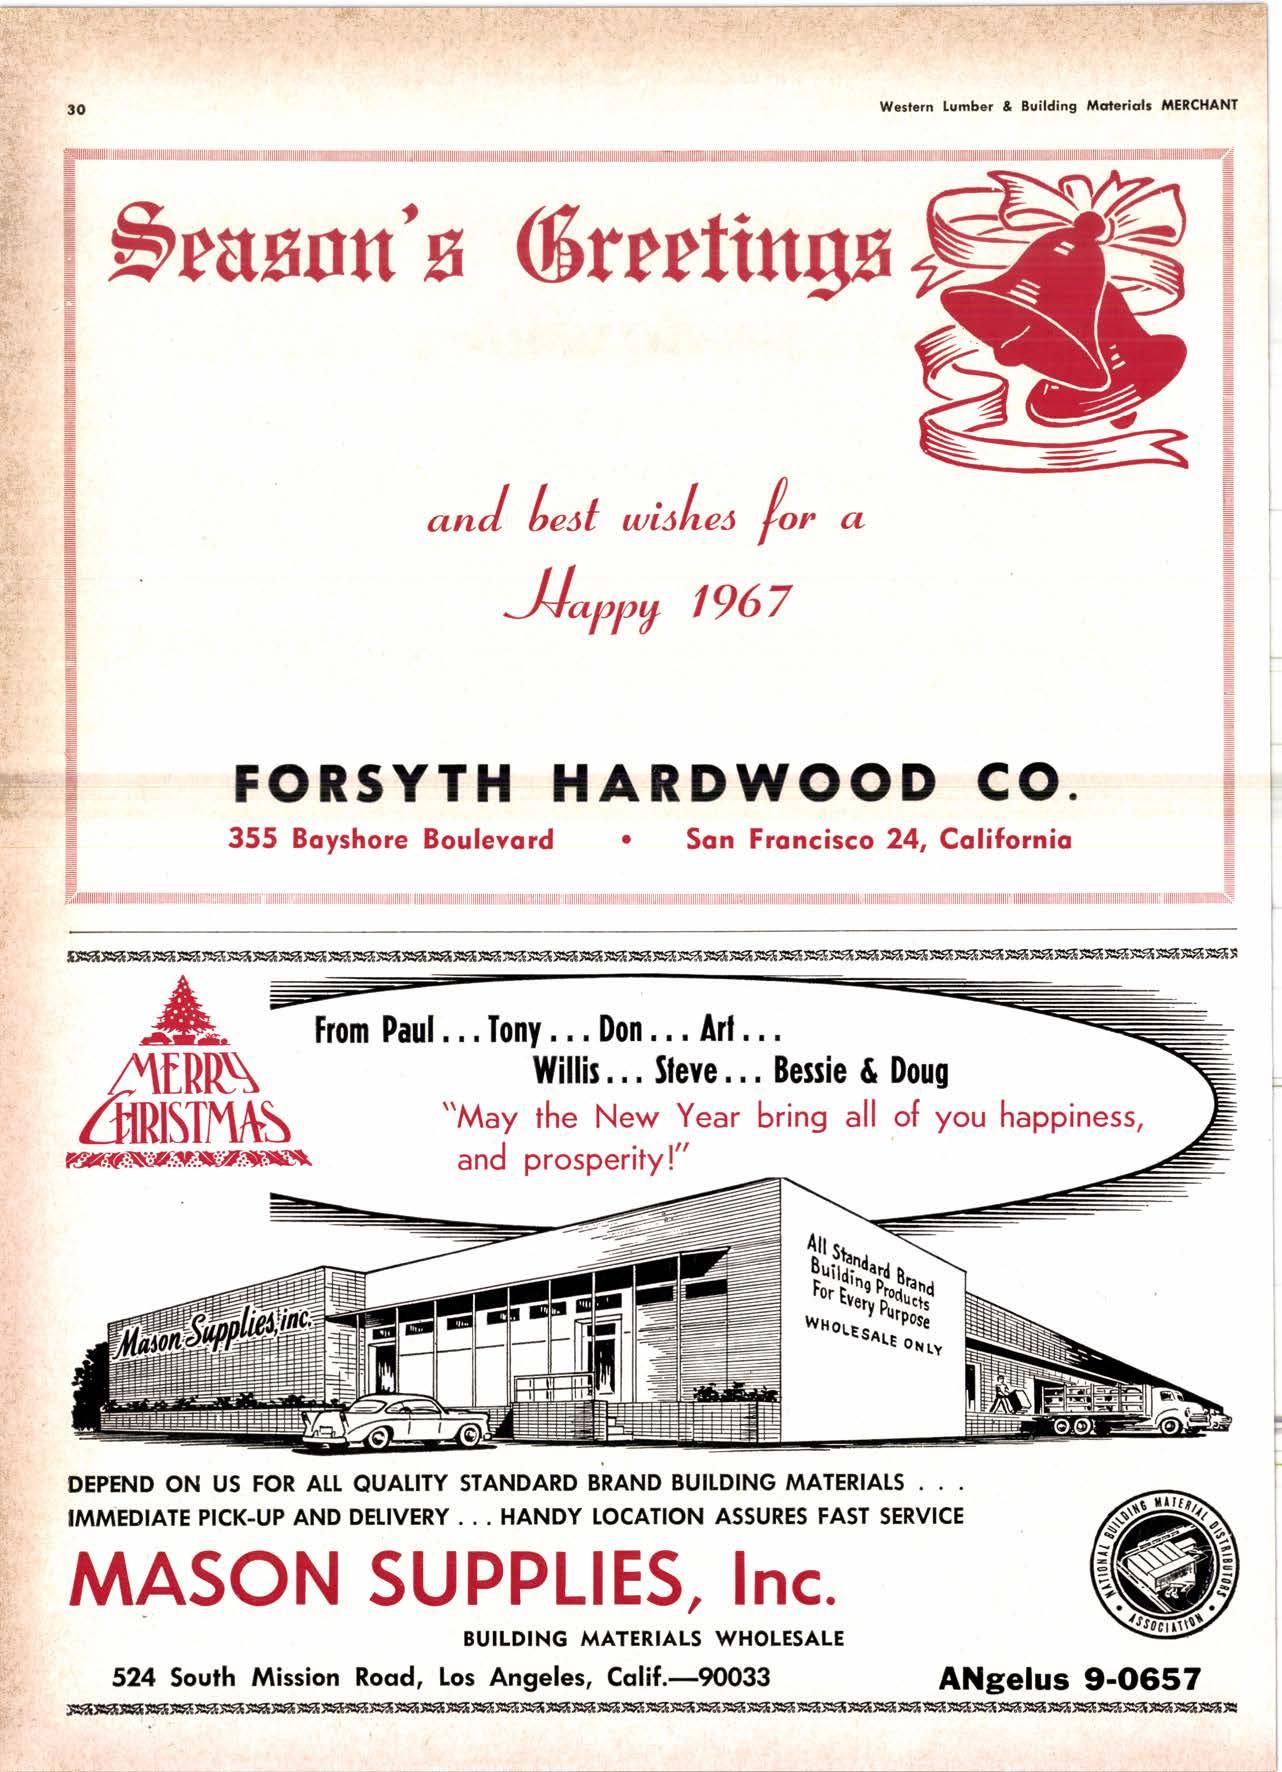 30
Western Lumber & Building Materials MERCHANT
Season's Greetings
and best wishes for a
Happy 1967
FORSYTH HARDWOOD CO.
355 Bayshore Boulevard • San Francisco 24, California
MERRY
CHRISTMAS
From Paul . . . Tony . . . Don . . . Art . . .
Willis . . . Steve . . . Bessie & Doug
"May the New Year bring all of you happiness,
and prosperity!"
Mason Supplies, inc.
All Standard Brand
Building Products
For Every Purpose
WHOLESALE ONLY
DEPEND ON US FOR ALL QUALITY STANDARD BRAND BUILDING MATERIALS . . .
IMMEDIATE PICK-UP AND DELIVERY . . . HANDY LOCATION ASSURES FAST SERVICE
MASON SUPPLIES, Inc.
BUILDING MATERIALS WHOLESALE
524 South Mission Road, Los Angeles, Calif.—90033
ANgelus 9-0657
NATIONAL BUILDING MATERIAL DISTRIBUTORS
• ASSOCIATION •